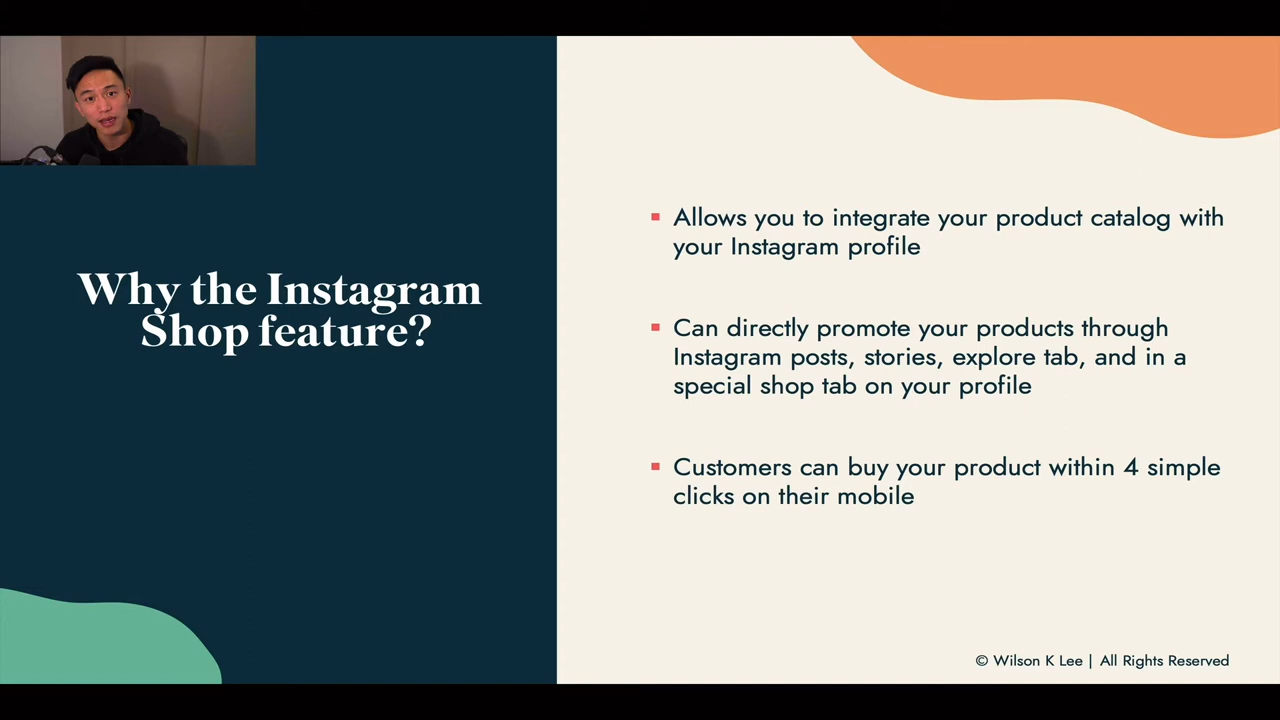 Why the Instagram
Shop feature?
Allows you to integrate your product catalog with
your Instagram profile
Can directly promote your products through
Instagram posts, stories, explore tab, and in a
special shop tab on your profile
Customers can buy your product within 4 simple
clicks on their mobile
© Wilson K Lee | All Rights Reserved